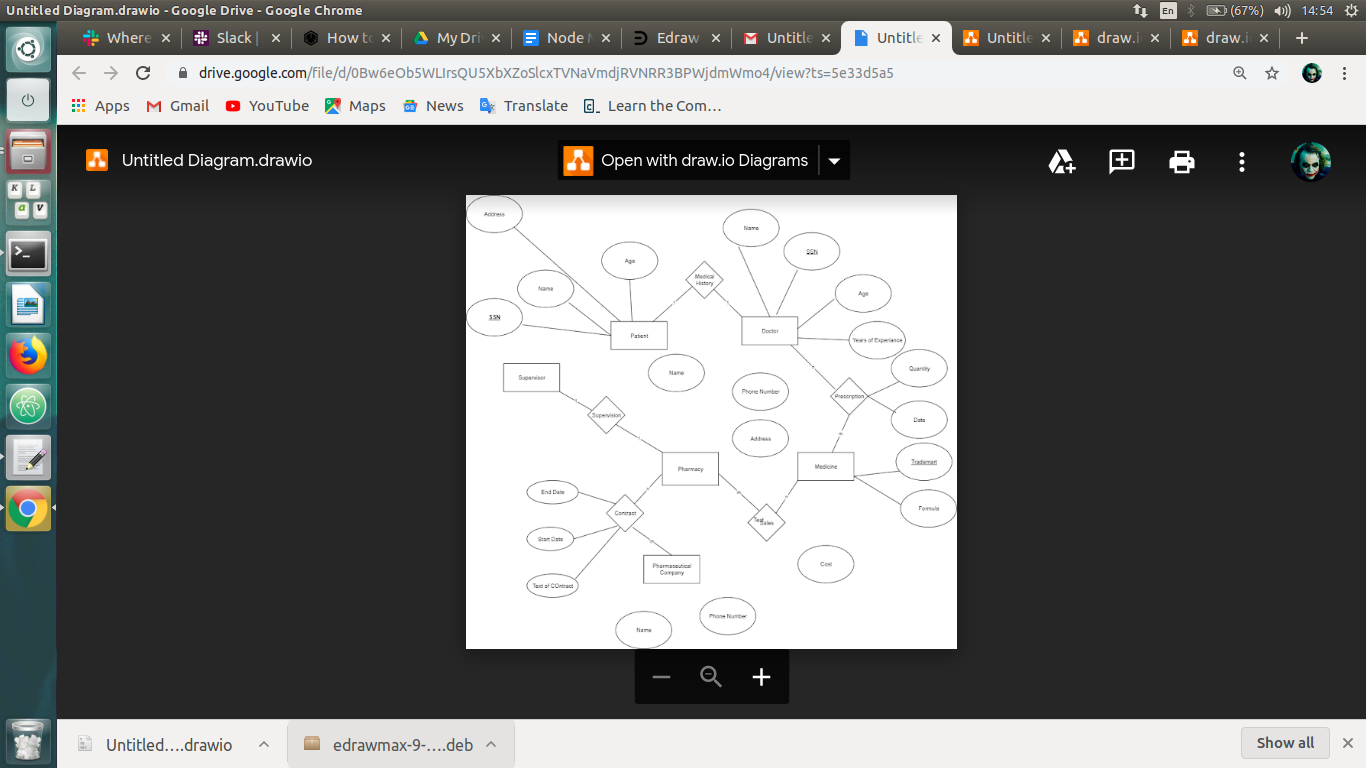 Untitled Diagram.drawio - Google Drive - Google Chrome
En
(67%)
14:54
Where
Slack |
How to
My Dri
Node M
Edraw
Untitle
Untitle
Untitle
draw.i
draw.i
drive.google.com/file/d/0Bw6eOb5WLIrsQU5XbXZoSlcxTVNaVmdjRVNRR3BPWjdmWmo4/view?ts=5e33d5a5
Apps
Gmail
YouTube
Maps
News
Translate
Learn the Com…
Untitled Diagram.drawio
Open with draw.io Diagrams
K L
a v
Address
Name
SSN
Age
Medical
History
Name
Age
SSN
Patient
Doctor
Years of Experiance
Supervisor
Name
Phone Number
Quantity
Prescription
Supervision
Date
Address
Pharmacy
Medicine
Trademart
End Date
Contract
Text
Sales
Formula
Start Date
Pharmaseutical
Company
Cost
Text of COntract
Name
Phone Number
Untitled….drawio
edrawmax-9-….deb
Show all